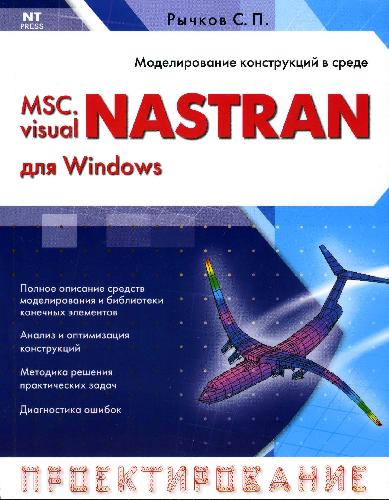 NT
PRESS
Рычков С. П.
Моделирование конструкций в среде
MSC.
visual
NASTRAN
для Windows
Полное описание средств
моделирования и библиотеки
конечных элементов
Анализ и оптимизация
конструкций
Методика решения
практических задач
Диагностика ошибок
ПРОЕКТИРОВАНИЕ